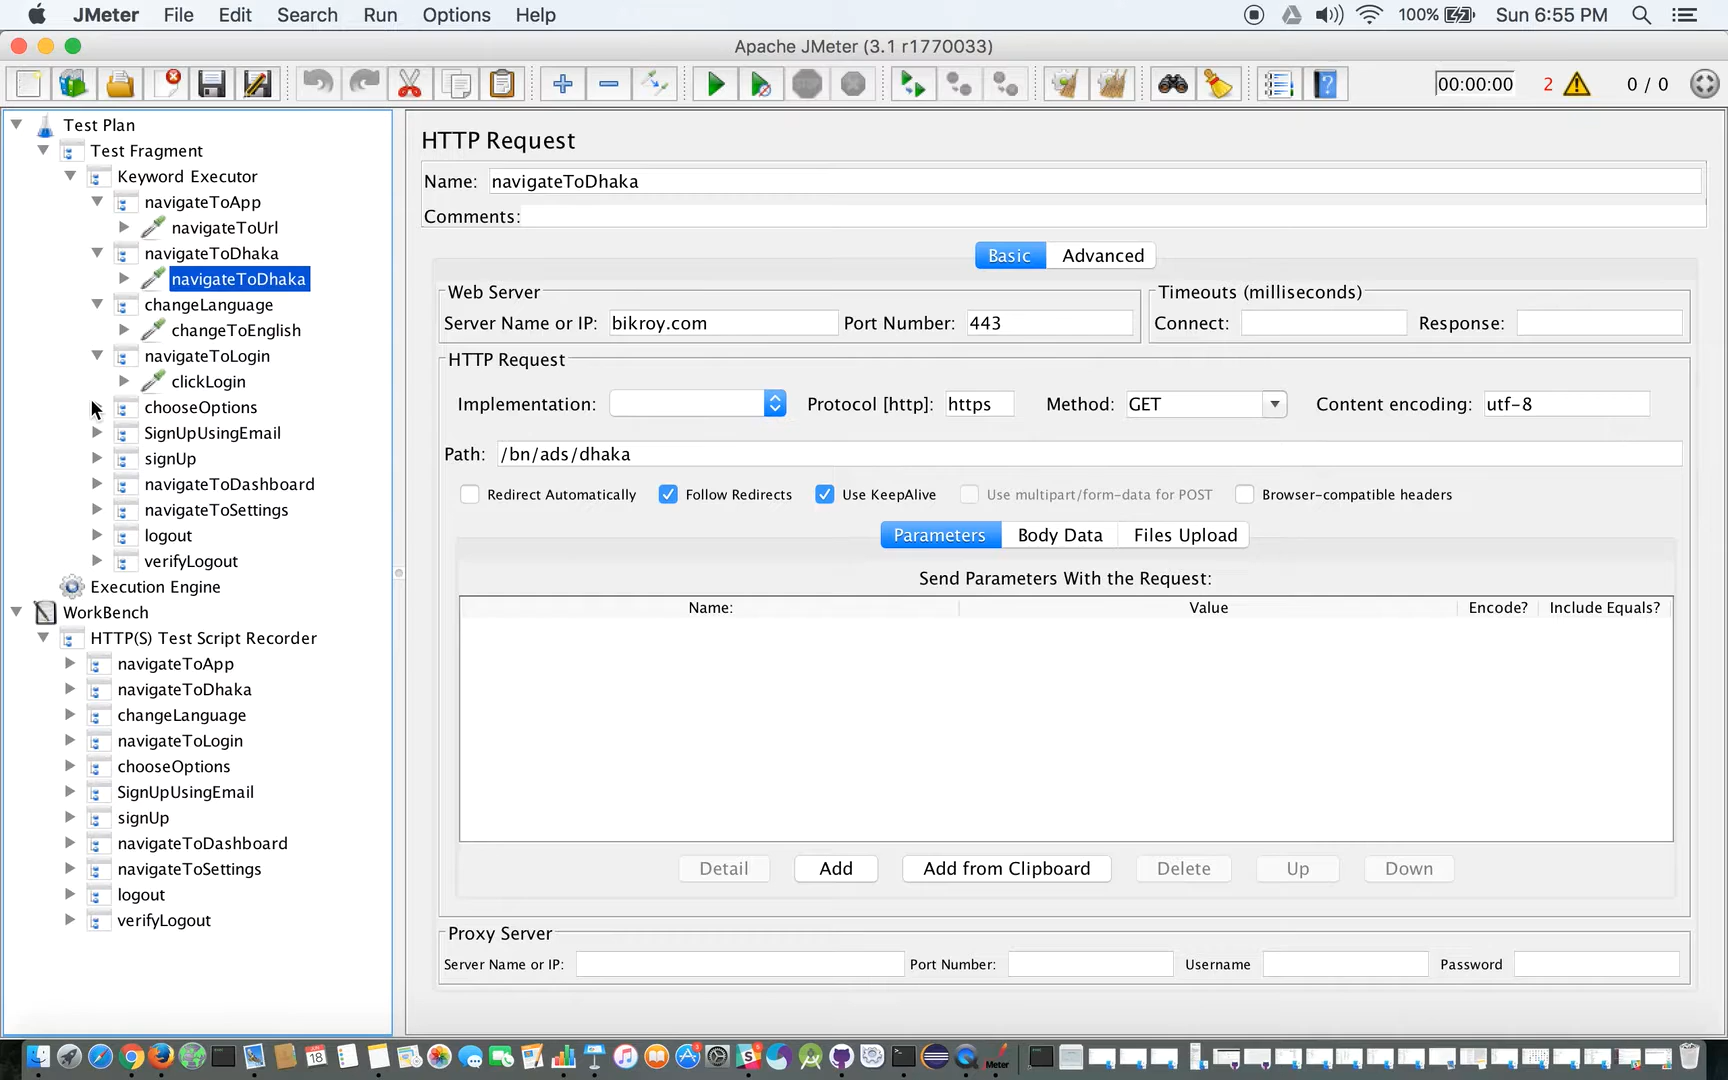 JMeter File Edit Search Run Options Help 100% Sun 6:55 PM
Apache JMeter (3.1 r1770033)
00:00:00 2 0 / 0
Test Plan
Test Fragment
Keyword Executor
navigateToApp
navigateToUrl
navigateToDhaka
navigateToDhaka
changeLanguage
changeToEnglish
navigateToLogin
clickLogin
chooseOptions
SignUpUsingEmail
signUp
navigateToDashboard
navigateToSettings
logout
verifyLogout
Execution Engine
WorkBench
HTTP(S) Test Script Recorder
navigateToApp
navigateToDhaka
changeLanguage
navigateToLogin
chooseOptions
SignUpUsingEmail
signUp
navigateToDashboard
navigateToSettings
logout
verifyLogout
HTTP Request
Name: navigateToDhaka
Comments:
Basic Advanced
Web Server
Server Name or IP: bikroy.com Port Number: 443
Timeouts (milliseconds)
Connect: Response:
HTTP Request
Implementation: Protocol [http]: https Method: GET Content encoding: utf-8
Path: /bn/ads/dhaka
Redirect Automatically Follow Redirects Use KeepAlive Use multipart/form-data for POST Browser-compatible headers
Parameters Body Data Files Upload
Send Parameters With the Request:
Name: Value Encode? Include Equals?
Detail Add Add from Clipboard Delete Up Down
Proxy Server
Server Name or IP: Port Number: Username Password
18
Meter